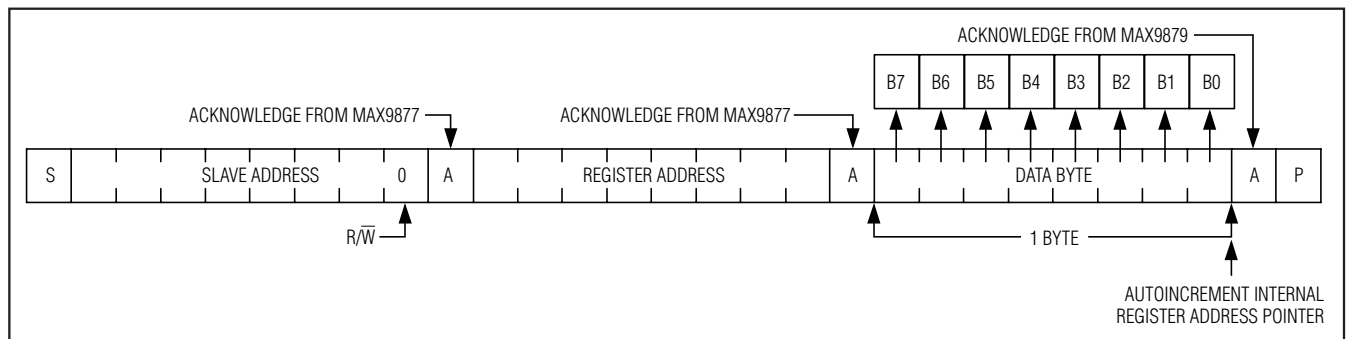 ACKNOWLEDGE FROM MAX9879
B7 B6 B5 B4 B3 B2 B1 B0
ACKNOWLEDGE FROM MAX9877 ACKNOWLEDGE FROM MAX9877
S SLAVE ADDRESS 0 A REGISTER ADDRESS A DATA BYTE A P
R/W̅ 1 BYTE
AUTOINCREMENT INTERNAL
REGISTER ADDRESS POINTER